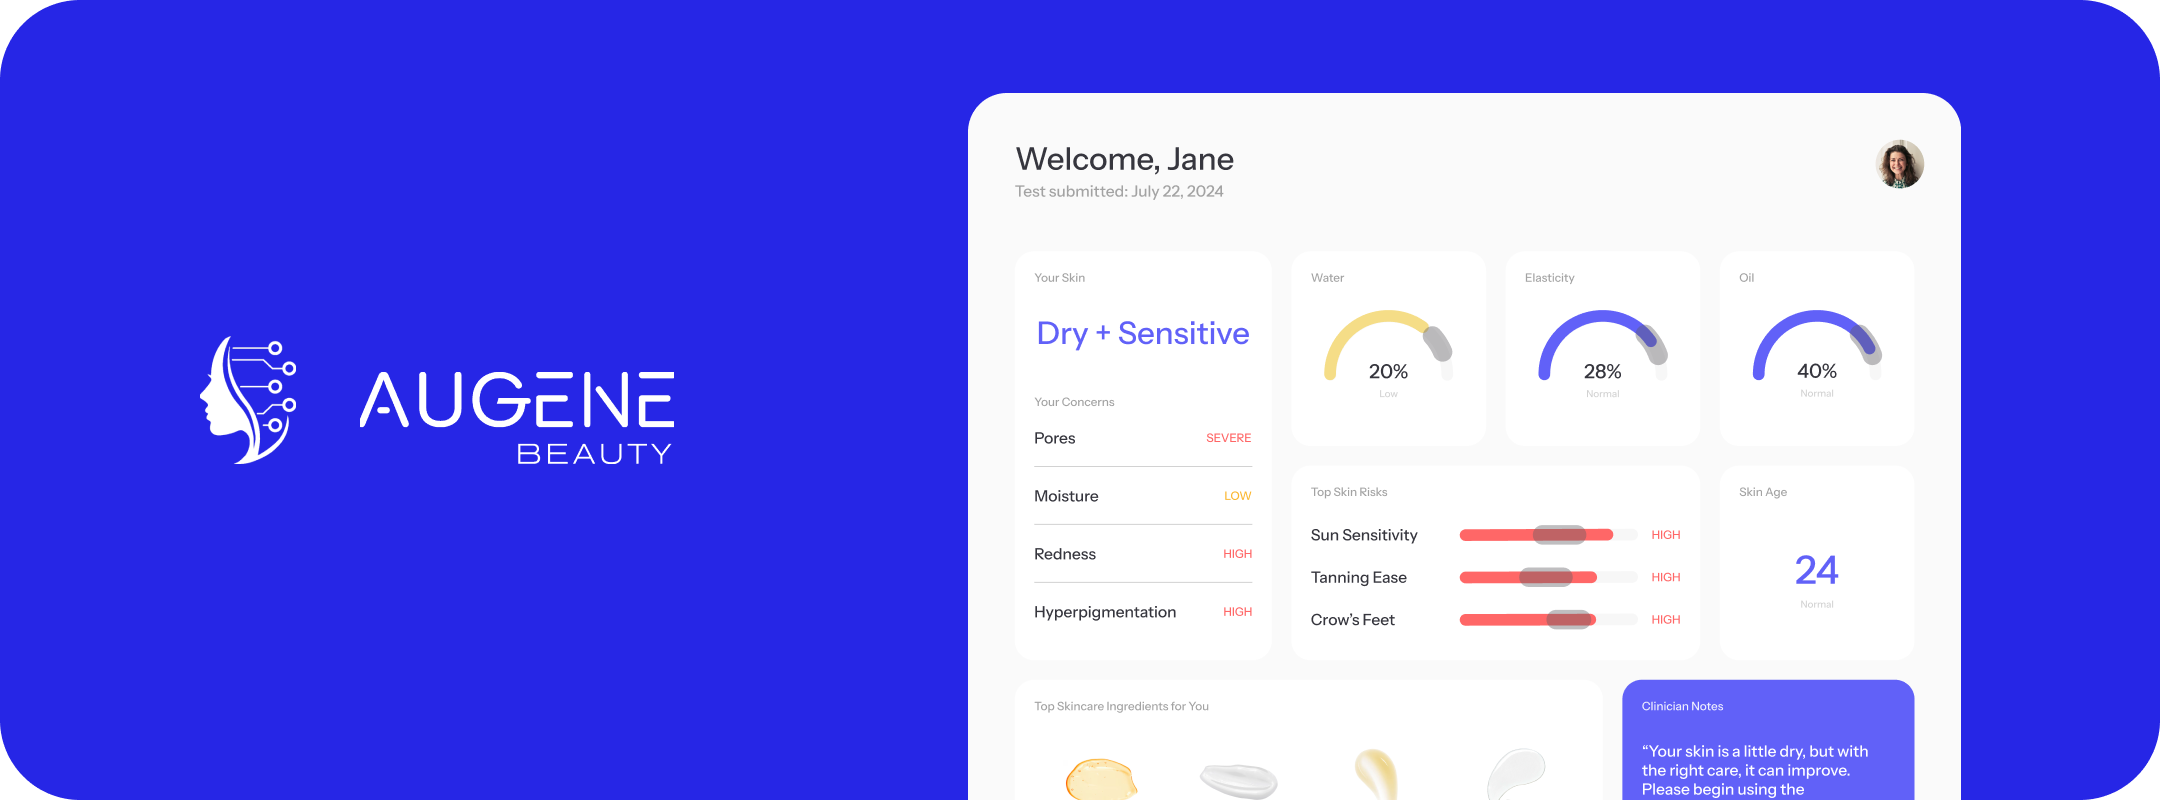 AUGENE
BEAUTY
Welcome, Jane
Test submitted: July 22, 2024
Your Skin
Dry + Sensitive
Your Concerns
Pores SEVERE
Moisture LOW
Redness HIGH
Hyperpigmentation HIGH
Water
20%
Low
Elasticity
28%
Normal
Oil
40%
Normal
Top Skin Risks
Sun Sensitivity HIGH
Tanning Ease HIGH
Crow’s Feet HIGH
Skin Age
24
Normal
Top Skincare Ingredients for You
Clinician Notes
“Your skin is a little dry, but with
the right care, it can improve.
Please begin using the